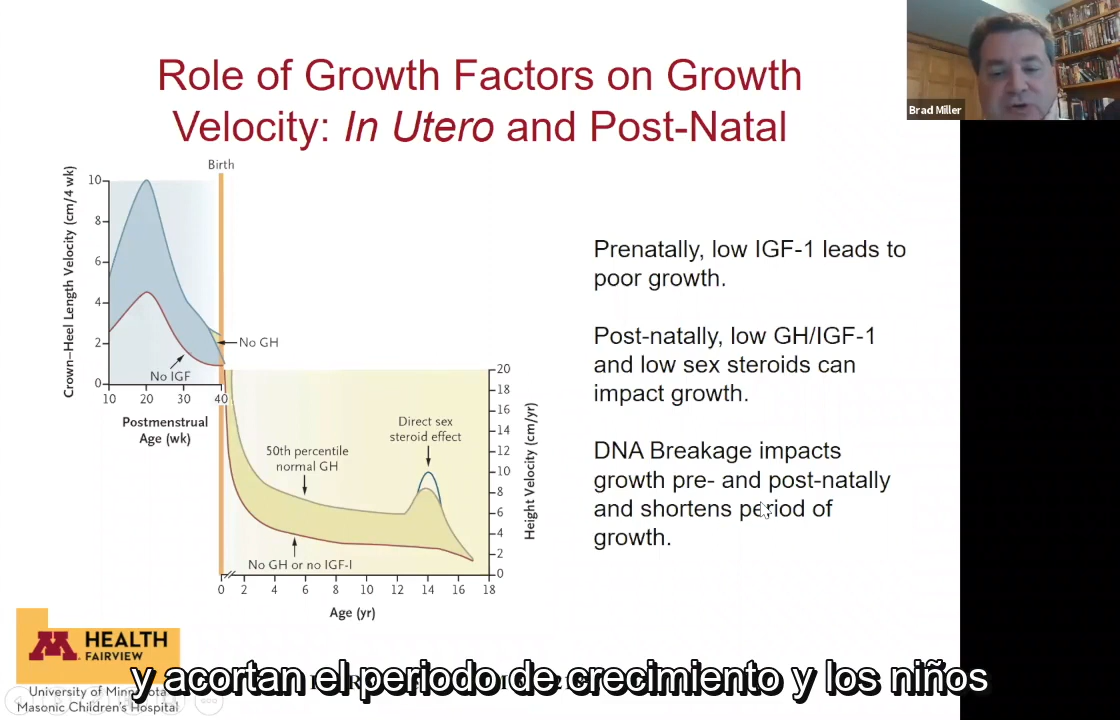 Role of Growth Factors on Growth
Velocity: In Utero and Post-Natal
Brad Miller
Birth
Crown–Heel Length Velocity (cm/4 wk)
10
8
6
4
2
0
No GH
No IGF
10 20 30 40
Postmenstrual
Age (wk)
50th percentile
normal GH
Direct sex
steroid effect
No GH or no IGF-I
20
18
16
14
12
10
8
6
4
2
0
Height Velocity (cm/yr)
0 2 4 6 8 10 12 14 16 18
Age (yr)
Prenatally, low IGF-1 leads to
poor growth.
Post-natally, low GH/IGF-1
and low sex steroids can
impact growth.
DNA Breakage impacts
growth pre- and post-natally
and shortens period of
growth.
M HEALTH
FAIRVIEW
University of Minnesota
Masonic Children's Hospital
y acortan el periodo de crecimiento y los niños